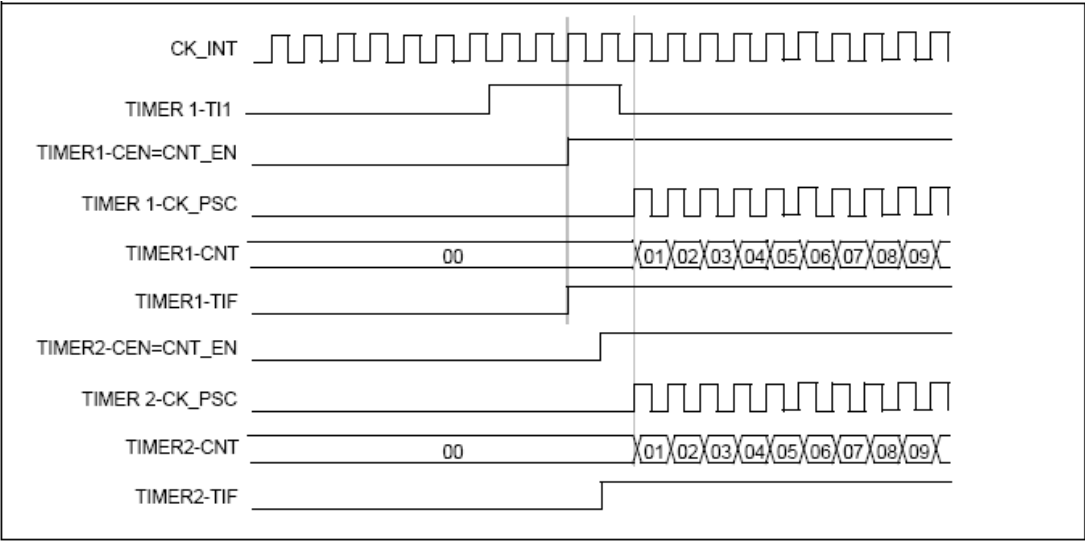 CK_INT
TIMER 1-TI1
TIMER1-CEN=CNT_EN
TIMER 1-CK_PSC
TIMER1-CNT 00 01 02 03 04 05 06 07 08 09
TIMER1-TIF
TIMER2-CEN=CNT_EN
TIMER 2-CK_PSC
TIMER2-CNT 00 01 02 03 04 05 06 07 08 09
TIMER2-TIF